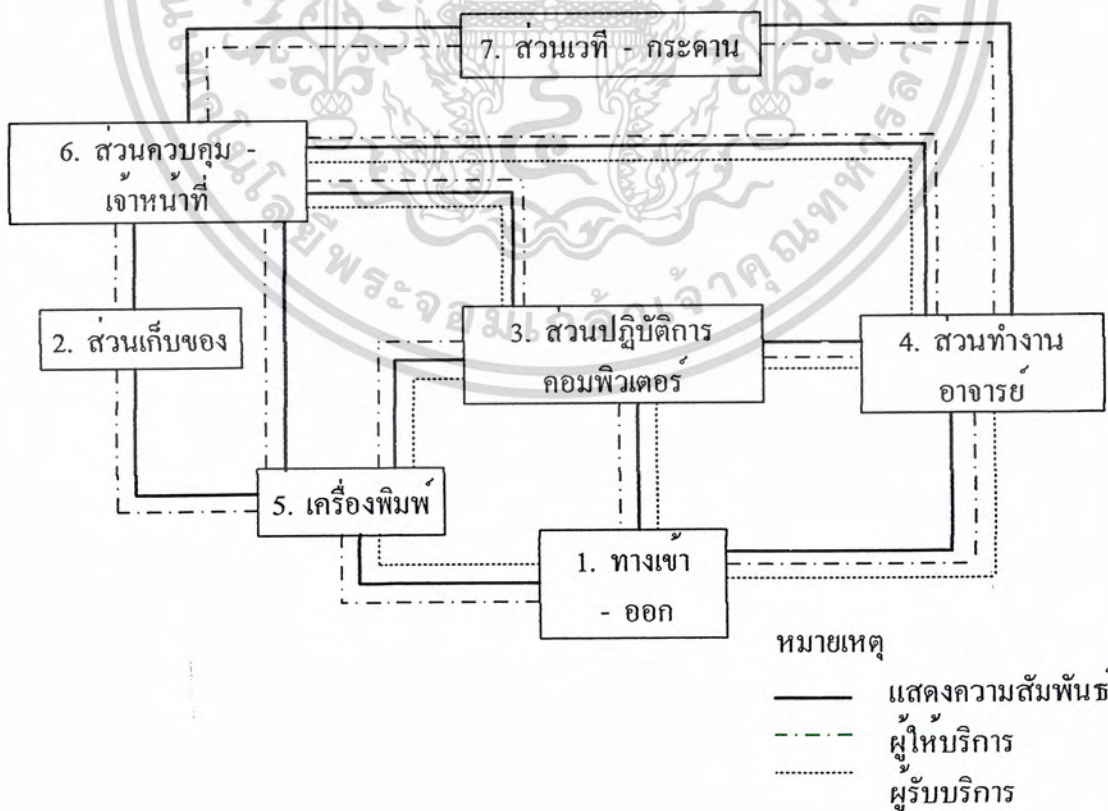 7. ส่วนเวที - กระดาน
6. ส่วนควบคุม -
เจ้าหน้าที่
2. ส่วนเก็บของ
3. ส่วนปฏิบัติการ
คอมพิวเตอร์
4. ส่วนทำงาน
อาจารย์
5. เครื่องพิมพ์
1. ทางเข้า
- ออก
หมายเหตุ
แสดงความสัมพันธ์
ผู้ให้บริการ
ผู้รับบริการ